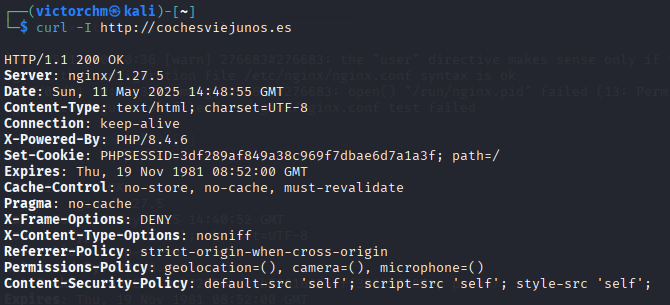 ┌──(victorchm㉿kali)-[~]
└─$ curl -I http://cochesviejunos.es
HTTP/1.1 200 OK
Server: nginx/1.27.5
Date: Sun, 11 May 2025 14:48:55 GMT
Content-Type: text/html; charset=UTF-8
Connection: keep-alive
X-Powered-By: PHP/8.4.6
Set-Cookie: PHPSESSID=3df289af849a38c969f7dbae6d7a1a3f; path=/
Expires: Thu, 19 Nov 1981 08:52:00 GMT
Cache-Control: no-store, no-cache, must-revalidate
Pragma: no-cache
X-Frame-Options: DENY
X-Content-Type-Options: nosniff
Referrer-Policy: strict-origin-when-cross-origin
Permissions-Policy: geolocation=(), camera=(), microphone=()
Content-Security-Policy: default-src 'self'; script-src 'self'; style-src 'self';